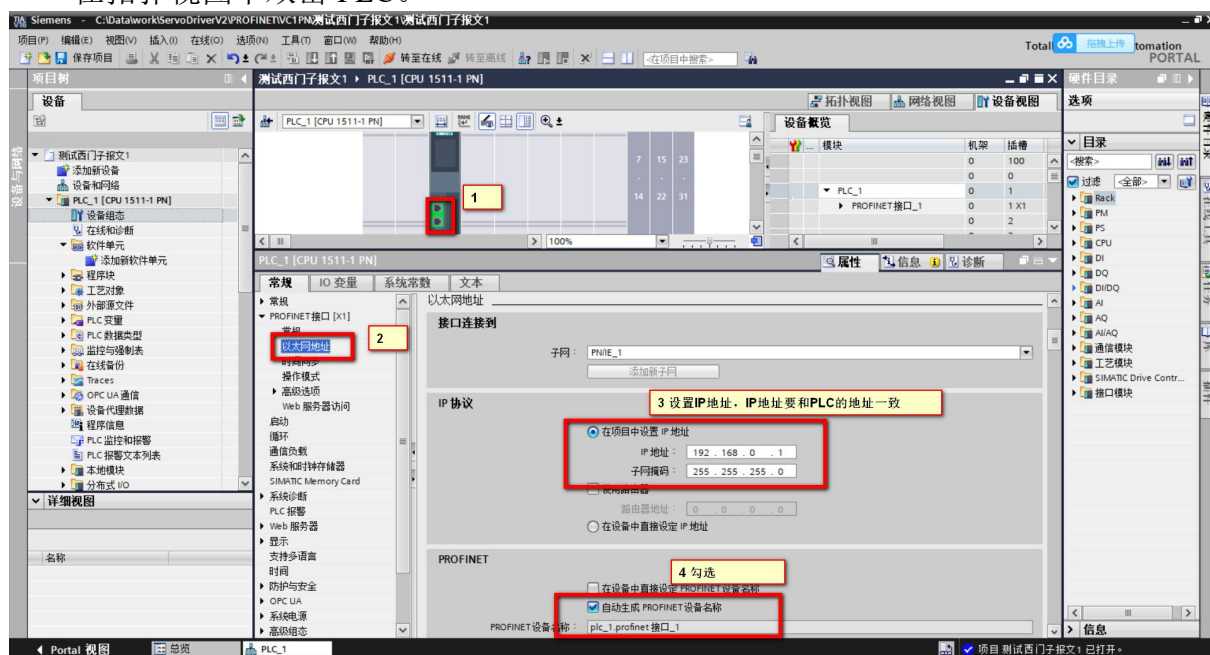 在拓扑视图双击 PLC。
Siemens - C:\Data\work\ServoDriverV2\PROFINET\VC1PN\测试西门子报文1\测试西门子报文1
项目(P) 编辑(E) 视图(V) 插入(I) 在线(O) 选项(N) 工具(T) 窗口(W) 帮助(H)
Totall 拖拽上传 tomation
PORTAL
保存项目 转至在线 转至离线 <在项目中搜索>
项目树
测试西门子报文1 ▸ PLC_1 [CPU 1511-1 PN]
硬件目录
设备
拓扑视图 网络视图 设备视图
选项
PLC_1 [CPU 1511-1 PN]
设备概览
模块 机架 插槽
0 100
0 0
PLC_1 0 1
PROFINET接口_1 0 1 X1
0 2
7 15 23
14 22 31
1
100%
设备与网络
测试西门子报文1
添加新设备
设备和网络
PLC_1 [CPU 1511-1 PN]
设备组态
在线和诊断
软件单元
添加新软件单元
程序块
工艺对象
外部源文件
PLC 变量
PLC 数据类型
监控与强制表
在线备份
Traces
OPC UA 通信
设备代理数据
程序信息
PLC 监控和报警
PLC 报警文本列表
本地模块
分布式 I/O
详细视图
名称
PLC_1 [CPU 1511-1 PN]
属性 信息 诊断
常规 IO 变量 系统常数 文本
常规
PROFINET接口 [X1]
常规
以太网地址
2
时间同步
操作模式
高级选项
Web 服务器访问
启动
循环
通信负载
系统和时钟存储器
SIMATIC Memory Card
系统诊断
PLC 报警
Web 服务器
显示
支持多语言
时间
防护与安全
OPC UA
系统电源
高级组态
以太网地址
接口连接到
子网: PN/IE_1
添加新子网
IP 协议
3 设置IP地址. IP地址要和PLC的地址一致
在项目中设置 IP 地址
IP 地址: 192 . 168 . 0 . 1
子网掩码: 255 . 255 . 255 . 0
使用路由器
路由器地址: 0 . 0 . 0 . 0
在设备中直接设定 IP 地址
PROFINET
4 勾选
在设备中直接设定 PROFINET 设备名称
自动生成 PROFINET 设备名称
PROFINET 设备名称: plc_1.profinet 接口_1
目录
<搜索>
过滤 <全部>
Rack
PM
PS
CPU
DI
DQ
DI/DQ
AI
AQ
AI/AQ
通信模块
工艺模块
SIMATIC Drive Contr...
接口模块
信息
Portal 视图 总览 PLC_1
项目 测试西门子报文1 已打开。